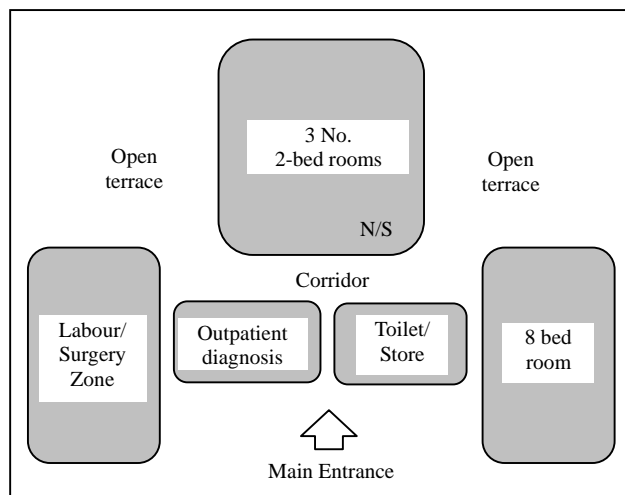 3 No.
2-bed rooms
Open
terrace
Open
terrace
N/S
Corridor
Labour/
Surgery
Zone
Outpatient
diagnosis
Toilet/
Store
8 bed
room
Main Entrance